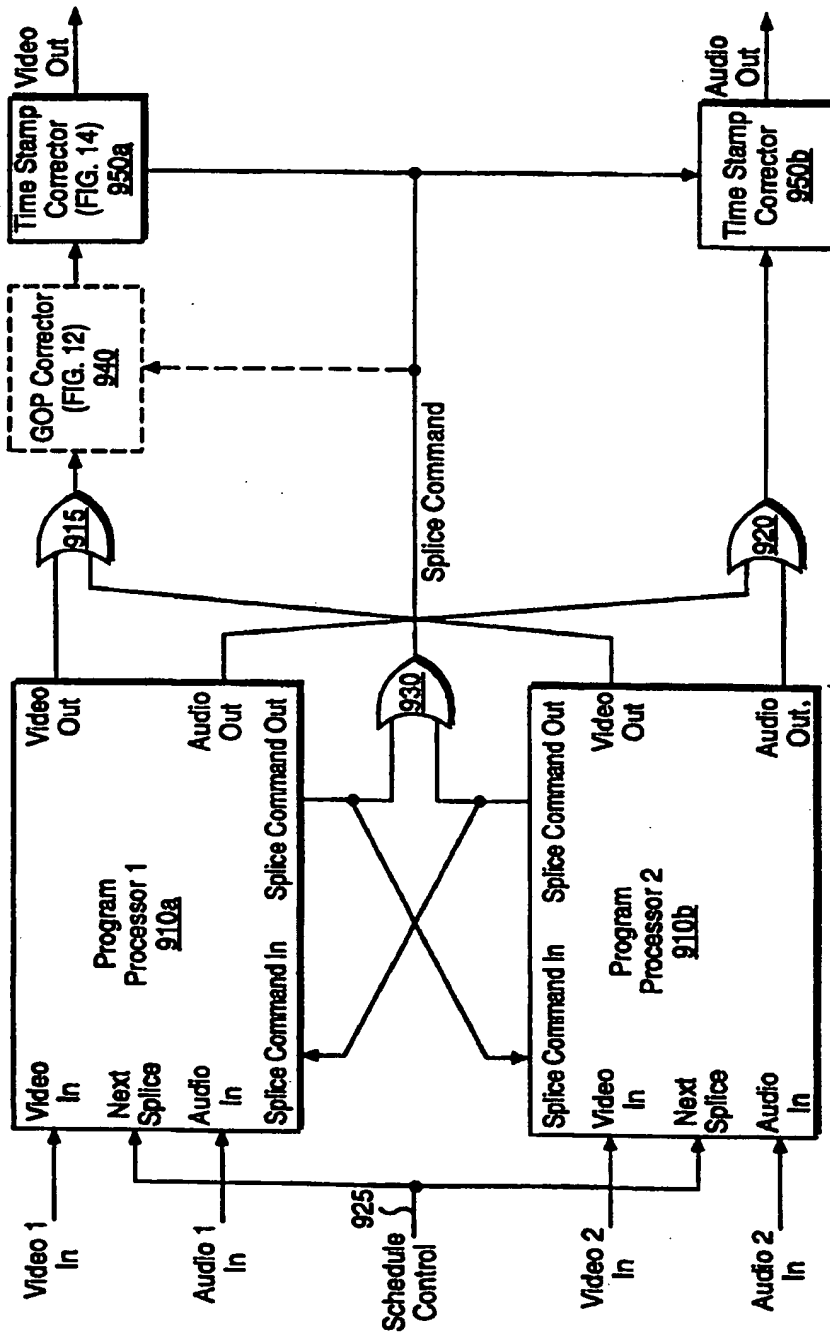 Video 1
In
Audio 1
In
925
Schedule
Control
Video 2
In
Audio 2
In
Video
In
Next
Splice
Audio
In
Splice Command In
Program
Processor 1
910a
Video
Out
Audio
Out
Splice Command Out
Splice Command In
Video
In
Next
Splice
Audio
In
Program
Processor 2
910b
Splice Command Out
Video
Out
Audio
Out.
915
930
920
Splice Command
GOP Corrector
(FIG. 12)
940
Time Stamp
Corrector
(FIG. 14)
950a
Video
Out
Time Stamp
Corrector
950b
Audio
Out